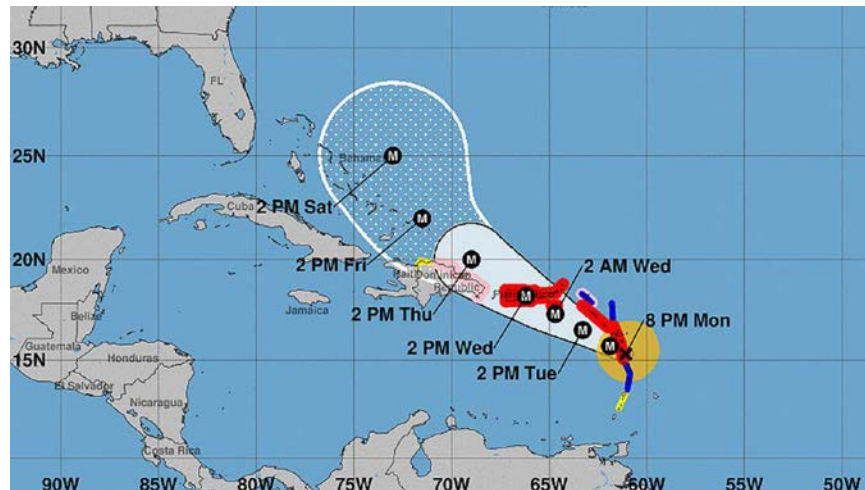 30N
FL
25N
Bahamas
M
2 PM Sat
Cuba
M
2 PM Fri
20N
M
Mexico
Haiti
Dominican
Republic
2 AM Wed
Jamaica
2 PM Thu
M
M
8 PM Mon
Belize
2 PM Wed
M
M
Guatemala
Honduras
2 PM Tue
15N
El Salvador
Nicaragua
Costa Rica
90W 85W 80W 75W 70W 65W 60W 55W 50W